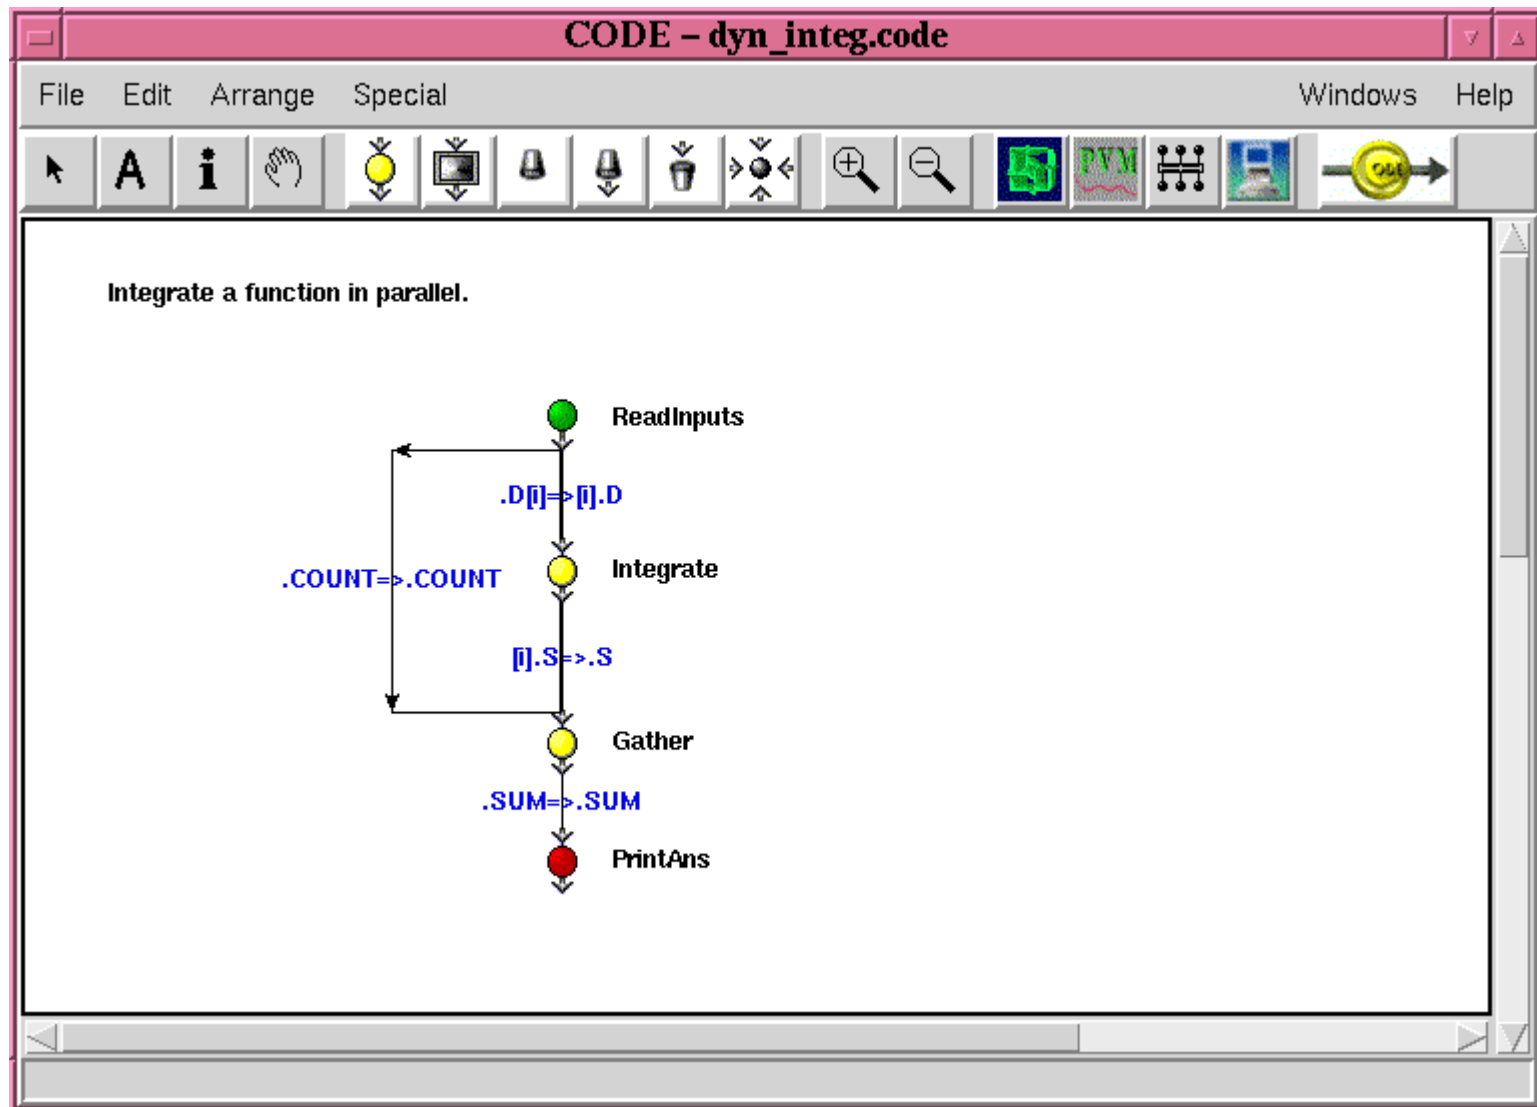 CODE – dyn_integ.code
File Edit Arrange Special Windows Help
A i PVM CODE
Integrate a function in parallel.
ReadInputs
.D[i]=>[i].D
Integrate
.COUNT=>.COUNT
[i].S=>.S
Gather
.SUM=>.SUM
PrintAns